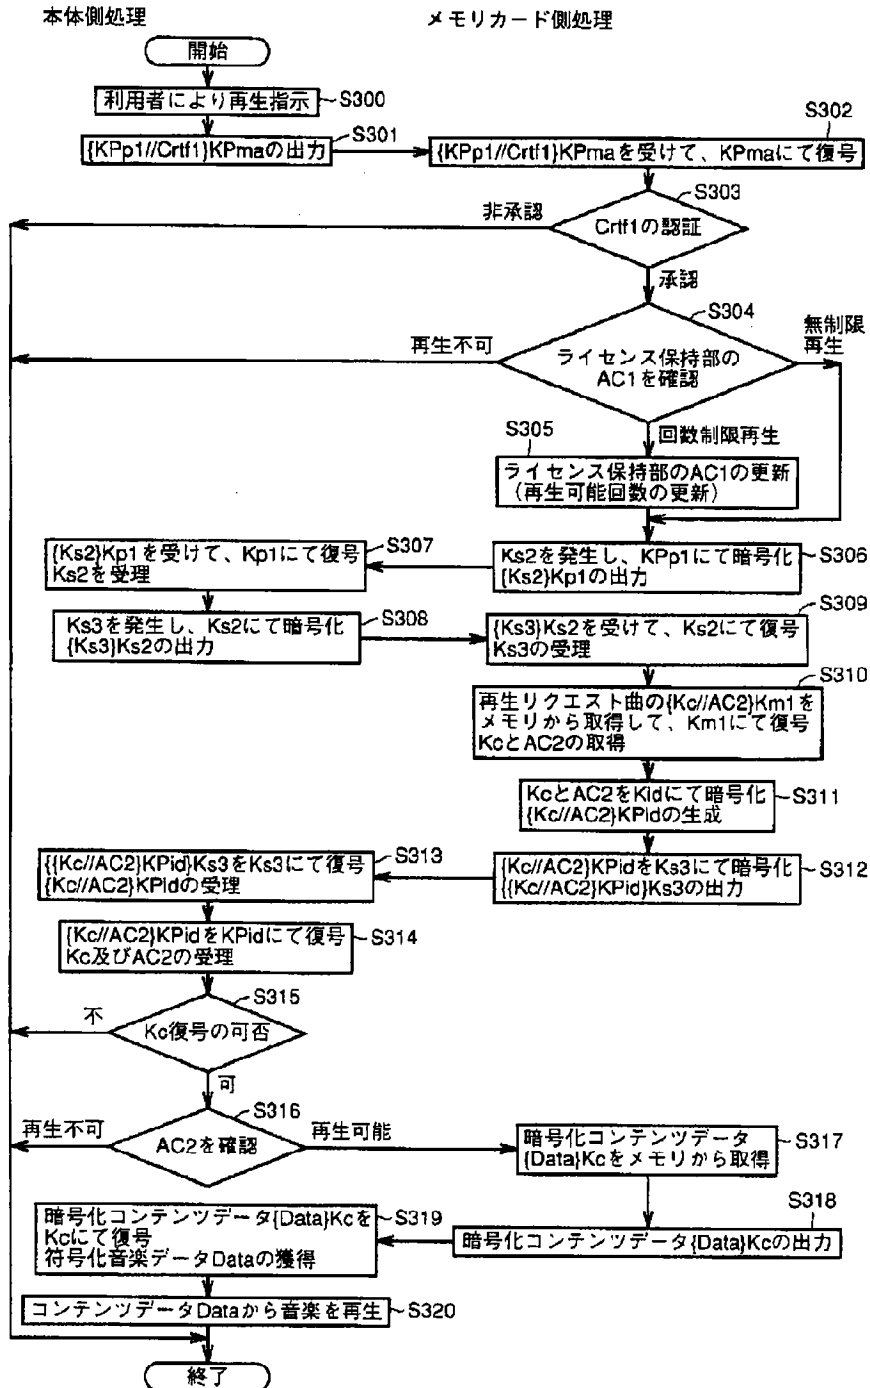 本体側処理
メモリカード側処理
開始
利用者により再生指示
S300
{KPp1//Crtf1}KPmaの出力
S301
S302
{KPp1//Crtf1}KPmaを受けて、KPmaにて復号
S303
Crtf1の認証
非承認
承認
S304
ライセンス保持部の
AC1を確認
再生不可
無制限
再生
回数制限再生
S305
ライセンス保持部のAC1の更新
(再生可能回数の更新)
Ks2を発生し、KPp1にて暗号化
{Ks2}Kp1の出力
S306
{Ks2}Kp1を受けて、Kp1にて復号
Ks2を受理
S307
Ks3を発生し、Ks2にて暗号化
{Ks3}Ks2の出力
S308
S309
{Ks3}Ks2を受けて、Ks2にて復号
Ks3の受理
S310
再生リクエスト曲の{Kc//AC2}Km1を
メモリから取得して、Km1にて復号
KcとAC2の取得
KcとAC2をKidにて暗号化
{Kc//AC2}KPidの生成
S311
{Kc//AC2}KPidをKs3にて暗号化
{{Kc//AC2}KPid}Ks3の出力
S312
{{Kc//AC2}KPid}Ks3をKs3にて復号
{Kc//AC2}KPidの受理
S313
{Kc//AC2}KPidをKPidにて復号
Kc及びAC2の受理
S314
S315
Kc復号の可否
不
可
S316
AC2を確認
再生不可
再生可能
暗号化コンテンツデータ
{Data}Kcをメモリから取得
S317
S318
暗号化コンテンツデータ{Data}Kcの出力
暗号化コンテンツデータ{Data}Kcを
Kcにて復号
符号化音楽データDataの獲得
S319
コンテンツデータDataから音楽を再生
S320
終了